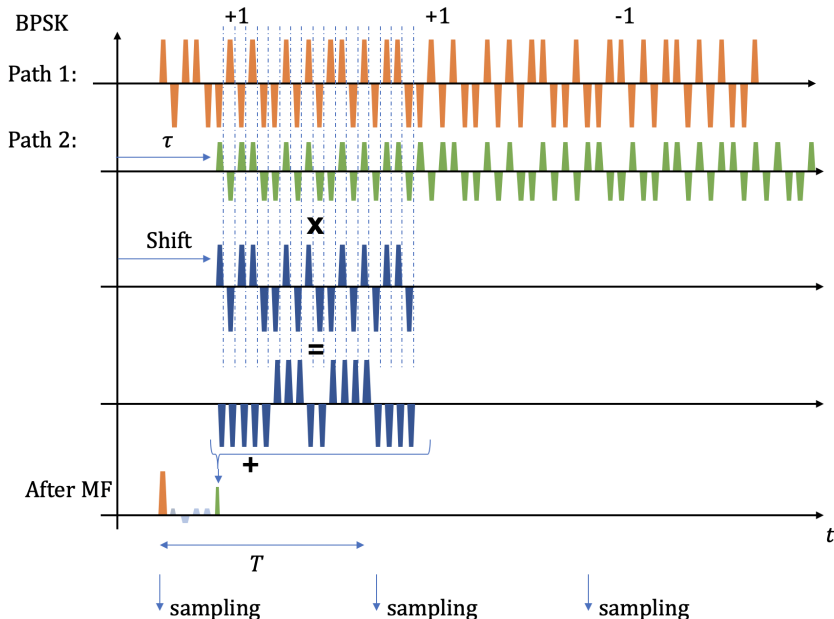 BPSK
+1
+1
-1
Path 1:
Path 2:
τ
x
Shift
=
+
After MF
t
T
sampling
sampling
sampling